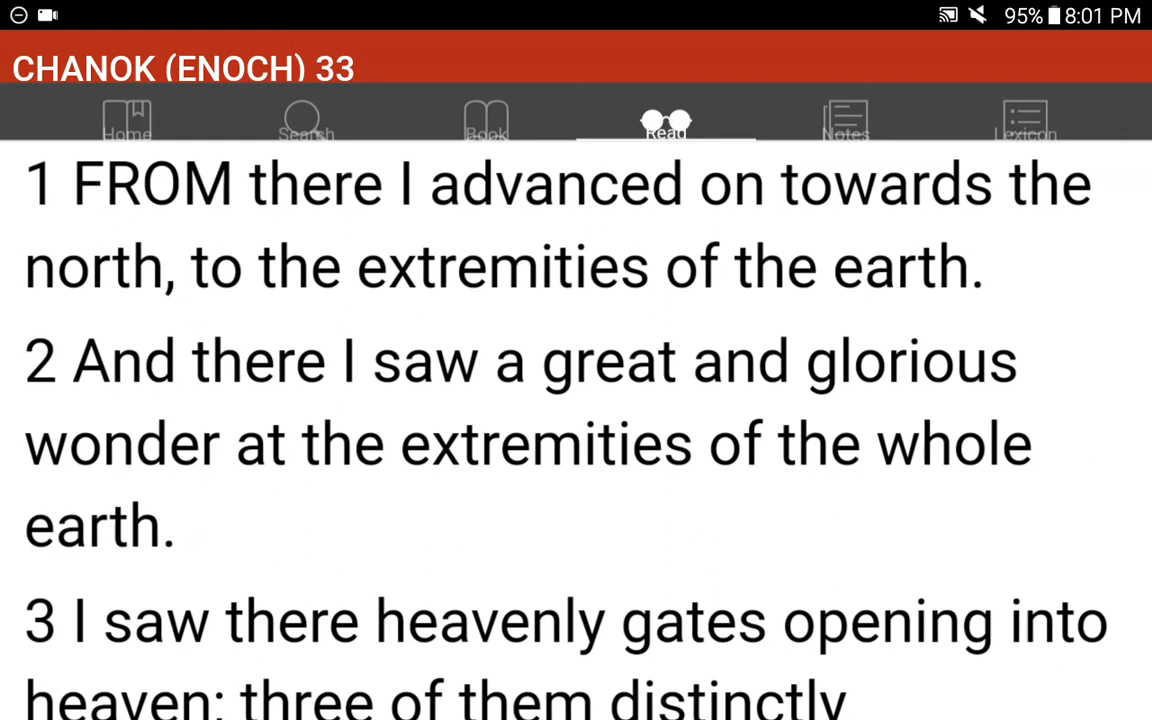 95% 8:01 PM
CHANOK (ENOCH) 33
Home Search Book Read Notes Lexicon
1 FROM there I advanced on towards the
north, to the extremities of the earth.
2 And there I saw a great and glorious
wonder at the extremities of the whole
earth.
3 I saw there heavenly gates opening into
heaven; three of them distinctly